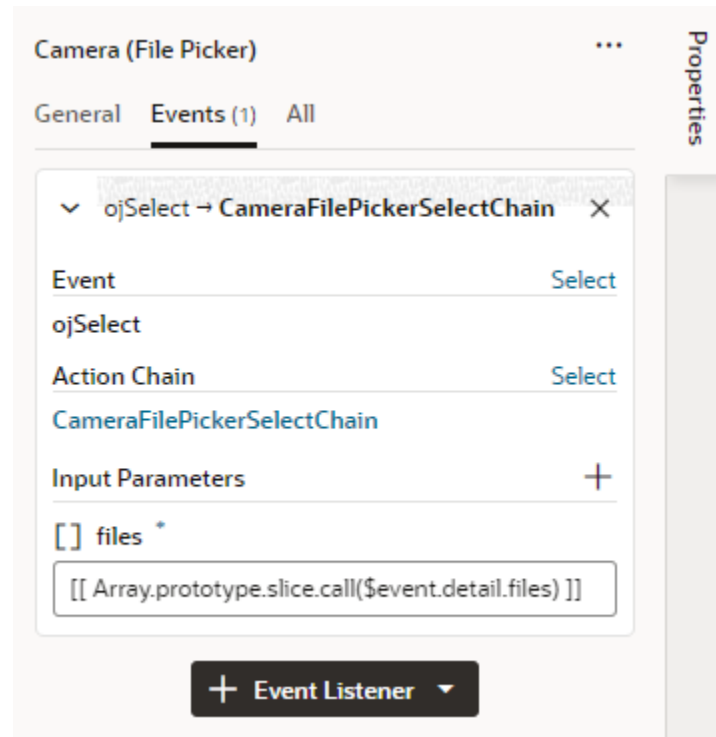 Camera (File Picker)
...
Properties
General Events (1) All
ojSelect → CameraFilePickerSelectChain
Event Select
ojSelect
Action Chain Select
CameraFilePickerSelectChain
Input Parameters +
[] files *
[[ Array.prototype.slice.call($event.detail.files) ]]
+ Event Listener